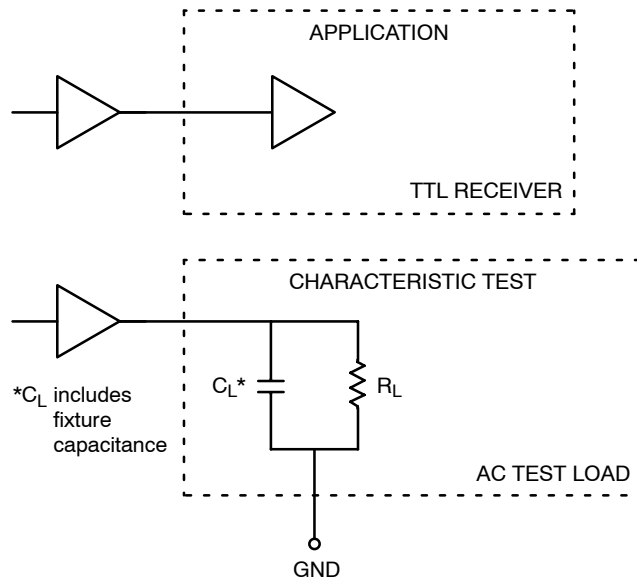 APPLICATION
TTL RECEIVER
CHARACTERISTIC TEST
*CL includes
fixture
capacitance
CL*
RL
AC TEST LOAD
GND